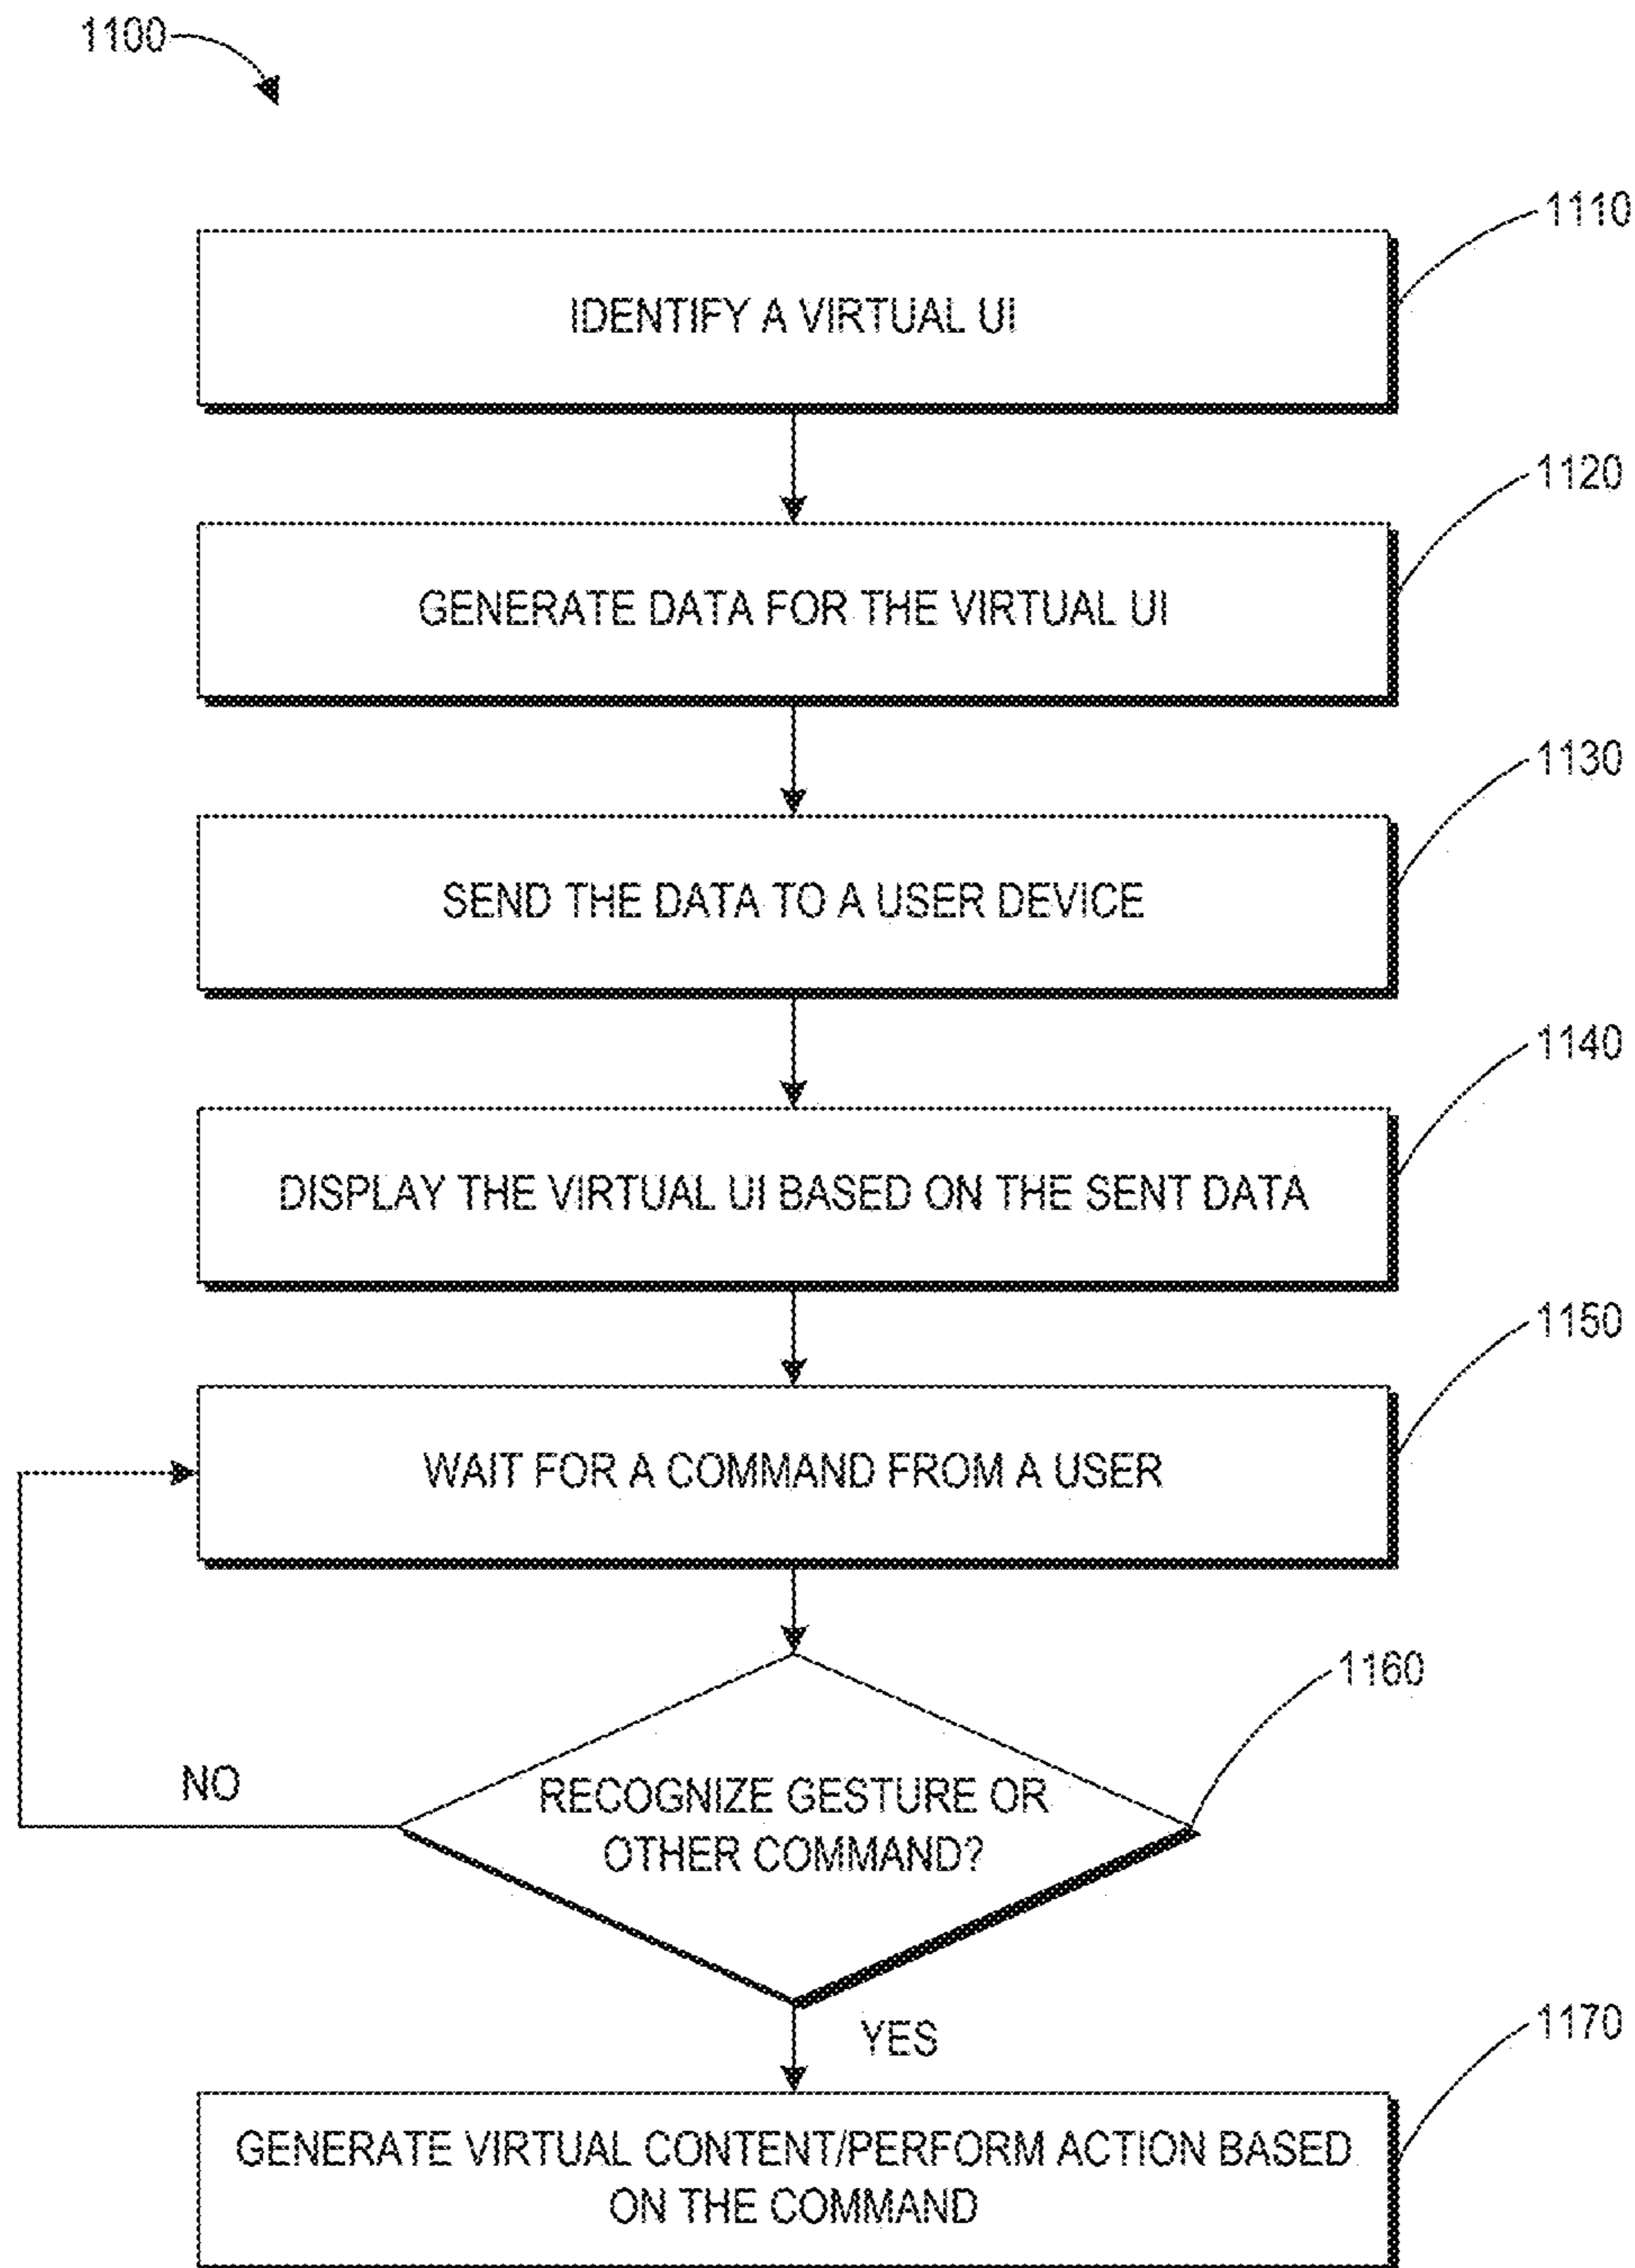 1100
1110
IDENTIFY A VIRTUAL UI
1120
GENERATE DATA FOR THE VIRTUAL UI
1130
SEND THE DATA TO A USER DEVICE
1140
DISPLAY THE VIRTUAL UI BASED ON THE SENT DATA
1150
WAIT FOR A COMMAND FROM A USER
1160
NO
RECOGNIZE GESTURE OR
OTHER COMMAND?
YES
1170
GENERATE VIRTUAL CONTENT/PERFORM ACTION BASED
ON THE COMMAND